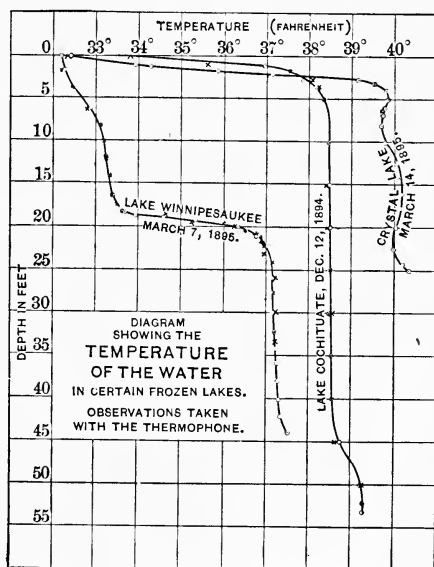 TEMPERATURE (FAHRENHEIT)
33° 34° 35° 36° 37° 38° 39° 40°
0
5
10
15
20
25
30
35
40
45
50
55
DEPTH IN FEET
LAKE WINNIPESAUKEE
MARCH 7, 1895.
LAKE COCHITUATE, DEC. 12, 1894.
CRYSTAL LAKE
MARCH 14, 1895.
DIAGRAM
SHOWING THE
TEMPERATURE
OF THE WATER
IN CERTAIN FROZEN LAKES.
OBSERVATIONS TAKEN
WITH THE THERMOPHONE.